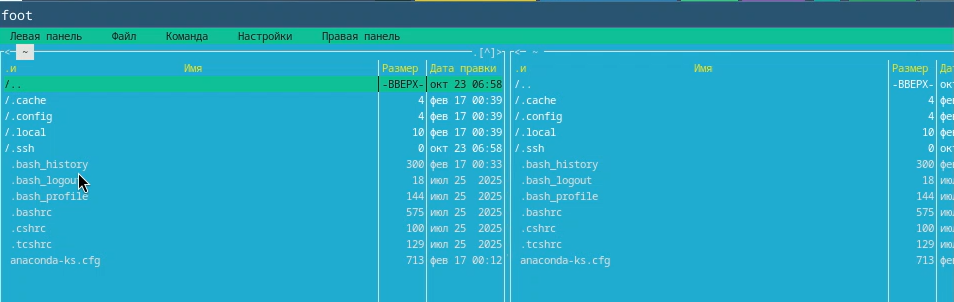 foot
Левая панель Файл Команда Настройки Правая панель
<─ ~ .[^]>┐ <─ ~
.и Имя Размер Дата правки .и Имя Размер
/.. -ВВЕРХ- окт 23 06:58 /.. -ВВЕРХ- ок
/.cache 4 фев 17 00:39 /.cache 4 фе
/.config 4 фев 17 00:39 /.config 4 фе
/.local 10 фев 17 00:39 /.local 10 фе
/.ssh 0 окт 23 06:58 /.ssh 0 ок
.bash_history 300 фев 17 00:33 .bash_history 300 фе
.bash_logout 18 июл 25 2025 .bash_logout 18 ию
.bash_profile 144 июл 25 2025 .bash_profile 144 ию
.bashrc 575 июл 25 2025 .bashrc 575 ию
.cshrc 100 июл 25 2025 .cshrc 100 ию
.tcshrc 129 июл 25 2025 .tcshrc 129 ию
anaconda-ks.cfg 713 фев 17 00:12 anaconda-ks.cfg 713 фе